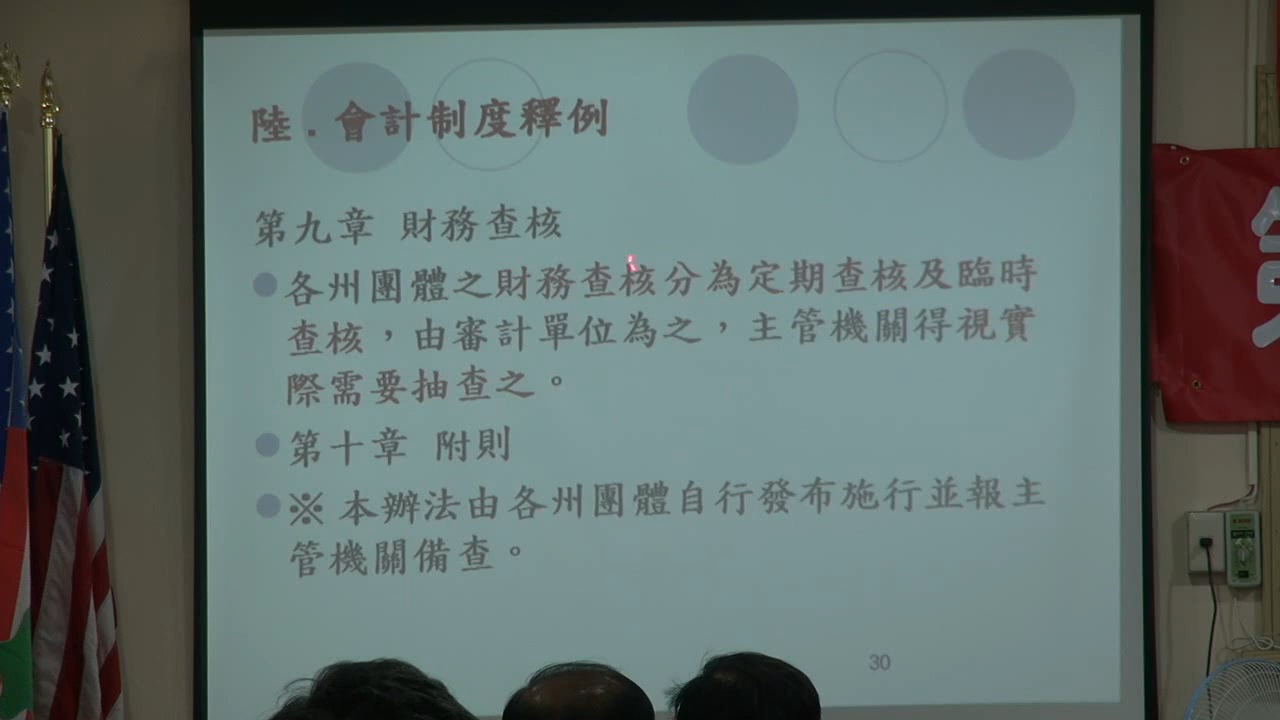 陸.會計制度釋例
第九章 財務查核
各州團體之財務查核分為定期查核及臨時
查核，由審計單位為之，主管機關得視實
際需要抽查之。
第十章 附則
※本辦法由各州團體自行發布施行並報主
管機關備查。
30